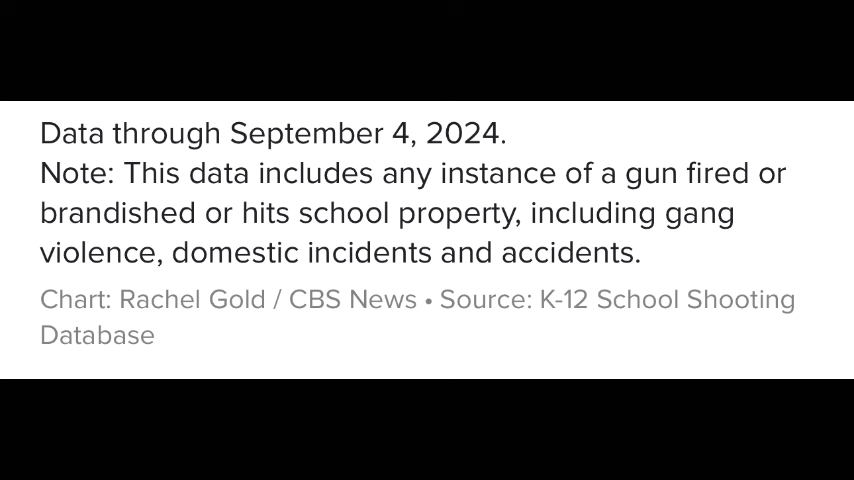 Data through September 4, 2024.
Note: This data includes any instance of a gun fired or
brandished or hits school property, including gang
violence, domestic incidents and accidents.
Chart: Rachel Gold / CBS News • Source: K-12 School Shooting
Database